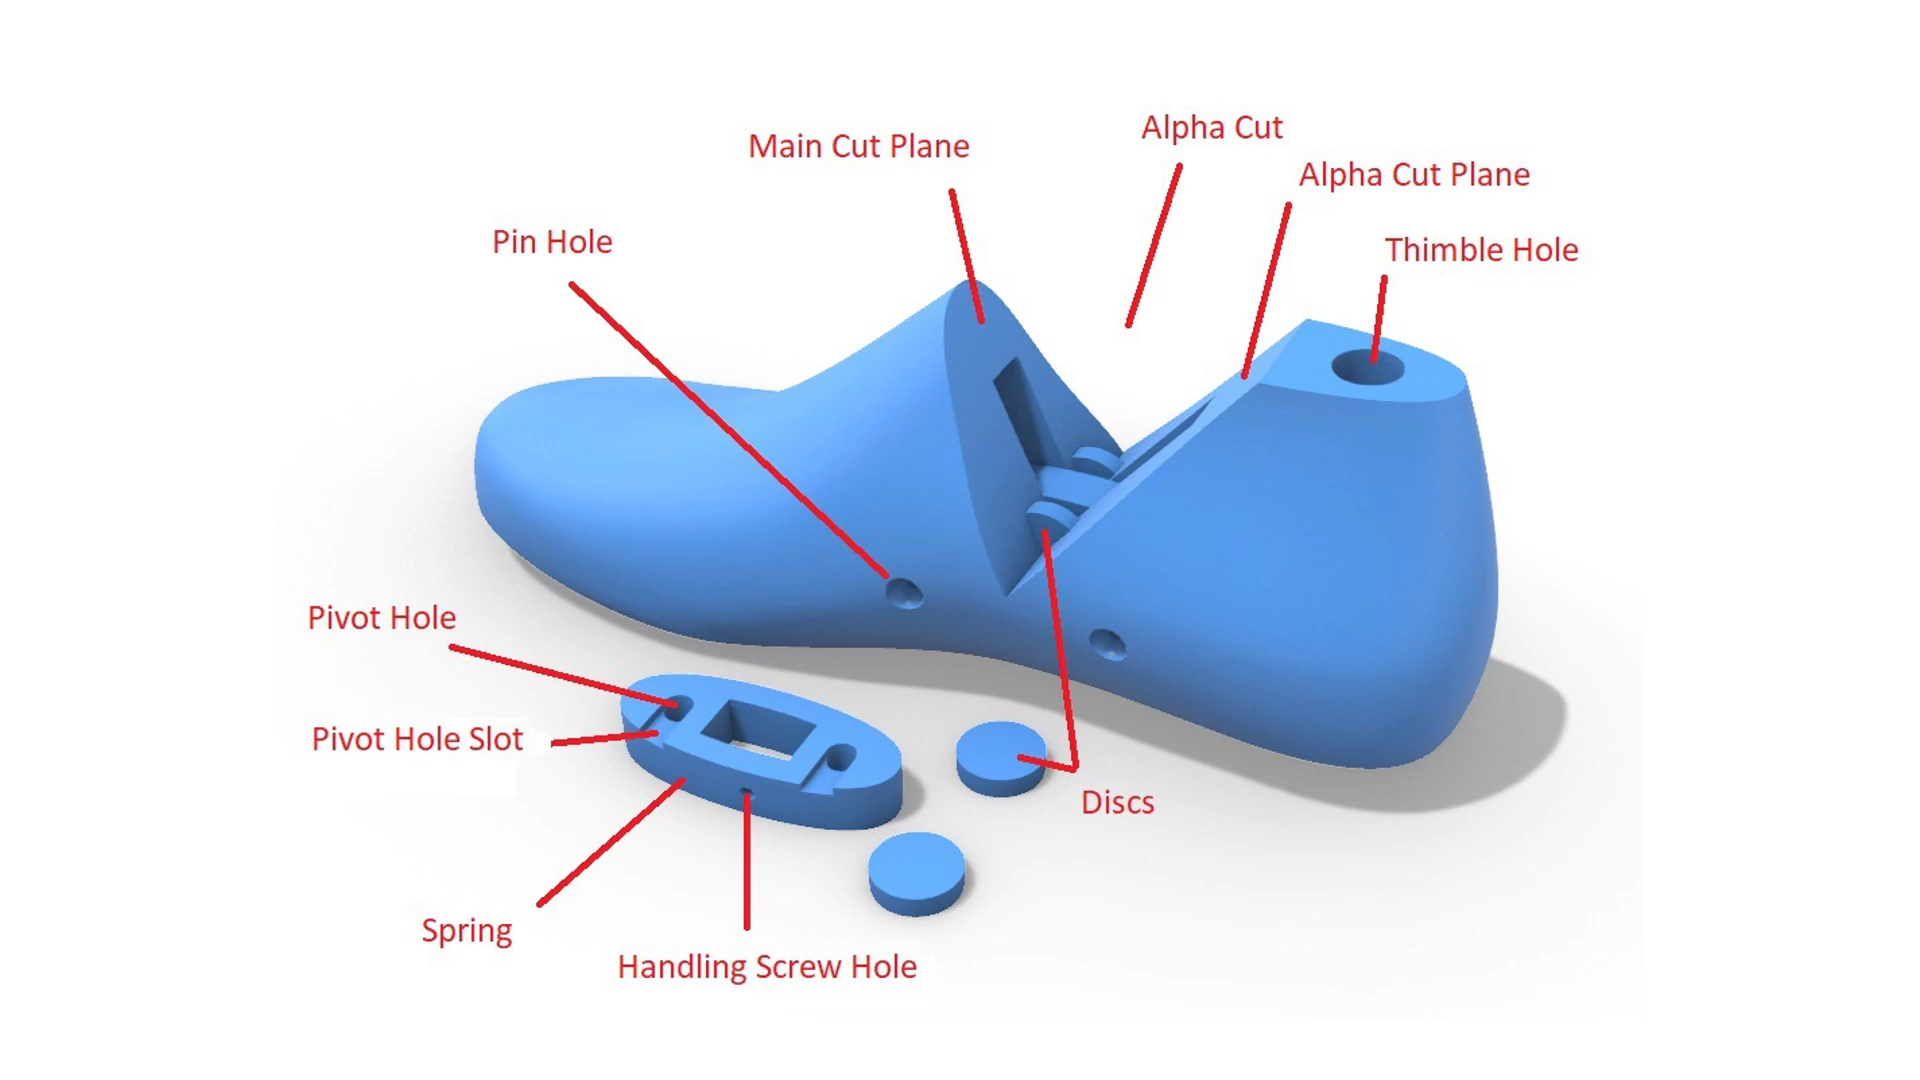 Alpha Cut
Main Cut Plane
Alpha Cut Plane
Pin Hole
Thimble Hole
Pivot Hole
Pivot Hole Slot
Discs
Spring
Handling Screw Hole